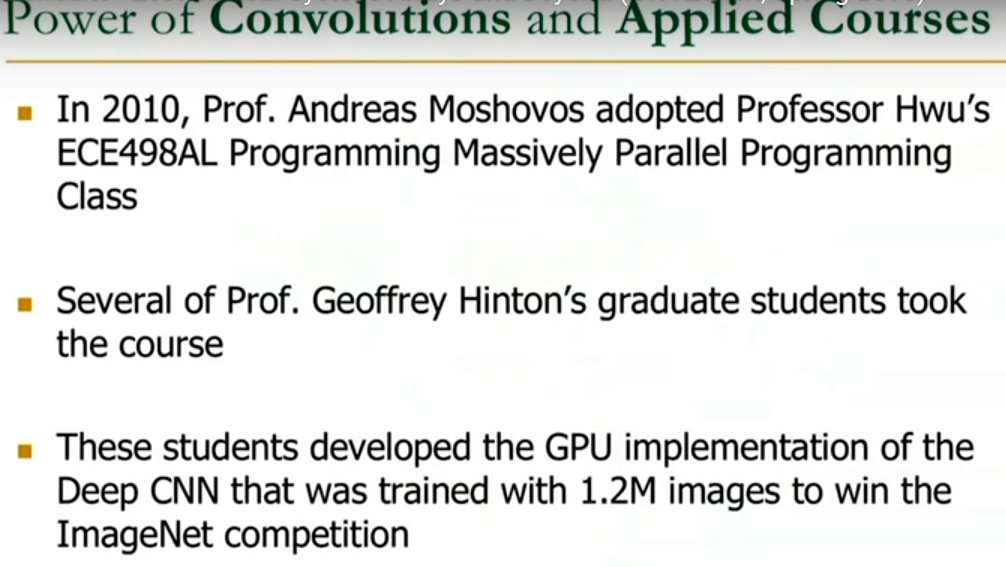 Power of Convolutions and Applied Courses
In 2010, Prof. Andreas Moshovos adopted Professor Hwu's
ECE498AL Programming Massively Parallel Programming
Class
Several of Prof. Geoffrey Hinton's graduate students took
the course
These students developed the GPU implementation of the
Deep CNN that was trained with 1.2M images to win the
ImageNet competition